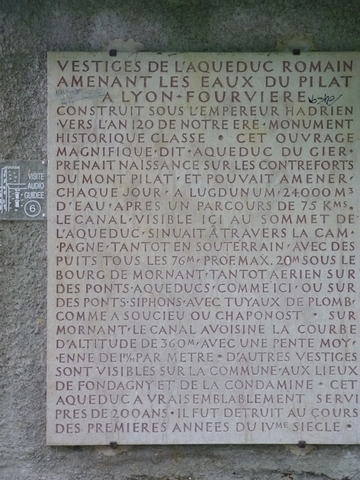 VESTIGES DE L'AQUEDUC ROMAIN
AMENANT LES EAUX DU PILAT
A LYON·FOURVIERE
CONSTRUIT SOUS L'EMPEREUR HADRIEN
VERS L'AN 120 DE NOTRE ERE·MONUMENT
HISTORIQUE CLASSE · CET OUVRAGE
MAGNIFIQUE·DIT·AQUEDUC DU GIER·
PRENAIT NAISSANCE SUR LES CONTREFORTS
DU MONT PILAT·ET POUVAIT AMENER·
CHAQUE JOUR·A LUGDUNUM·24000 M3
D'EAU·APRES UN PARCOURS DE 75 KMS·
LE CANAL·VISIBLE ICI AU SOMMET DE
L'AQUEDUC·SINUAIT À TRAVERS LA CAM·
PAGNE·TANTOT EN SOUTERRAIN·AVEC DES
PUITS TOUS LES 76M·PROF MAX. 20M SOUS LE
BOURG DE MORNANT·TANTOT AERIEN SUR
DES PONTS·AQUEDUCS·COMME ICI·OU SUR
DES PONTS·SIPHONS·AVEC TUYAUX DE PLOMB·
COMME A SOUCIEU OU CHAPONOST · SUR
MORNANT·LE CANAL AVOISINE LA COURBE
D'ALTITUDE DE 360M·AVEC UNE PENTE MOY·
ENNE DE PAR METRE·D'AUTRES VESTIGES
SONT VISIBLES SUR LA COMMUNE·AUX LIEUX
DE FONDAGNY ET DE LA CONDAMINE·CET
AQUEDUC A VRAISEMBLABLEMENT SERVI
PRES DE 200 ANS·IL FUT DETRUIT AU COURS
DES PREMIERES ANNEES DU IVME SIECLE·
VISITE
AUDIO
GUIDEE
6